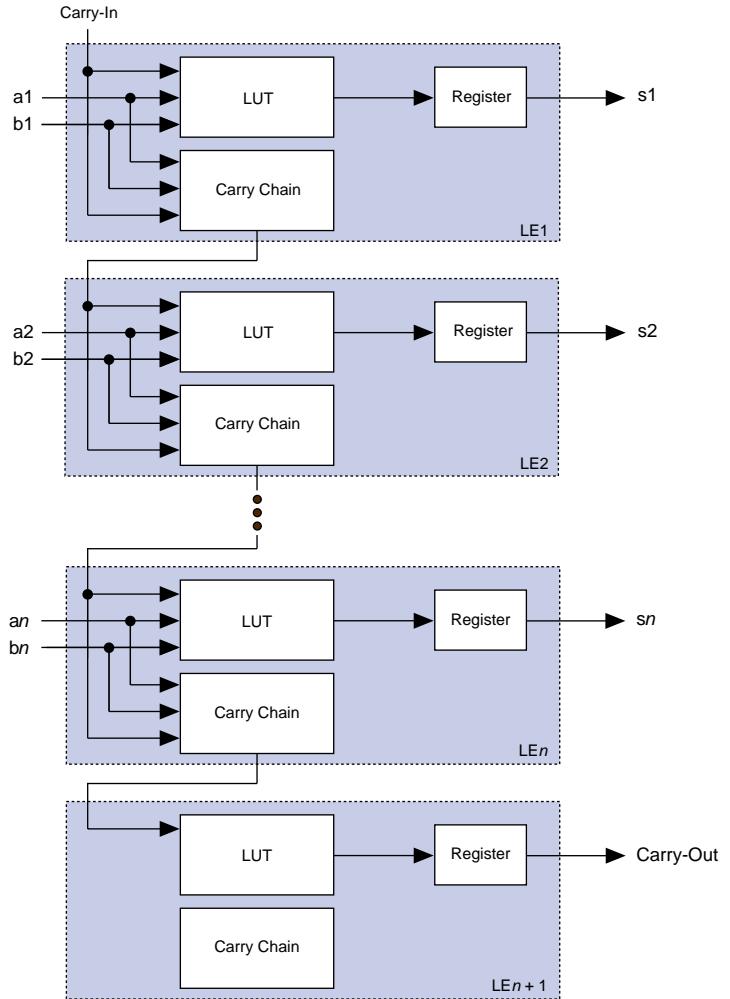 Carry-In
a1
b1
LUT
Register
s1
Carry Chain
LE1
a2
b2
LUT
Register
s2
Carry Chain
LE2
an
bn
LUT
Register
sn
Carry Chain
LEn
LUT
Register
Carry-Out
Carry Chain
LEn + 1